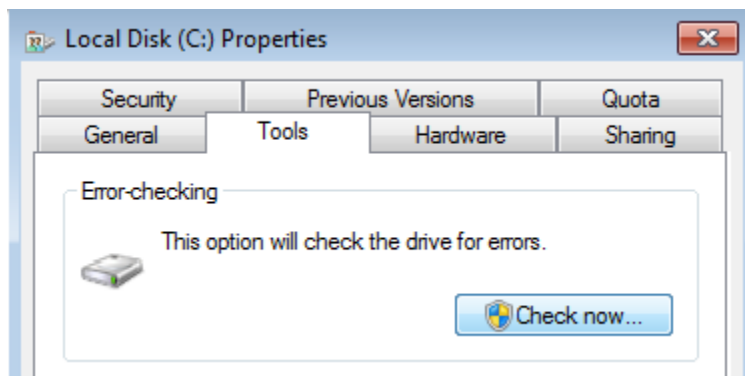 Local Disk (C:) Properties
Security Previous Versions Quota
General Tools Hardware Sharing
Error-checking
This option will check the drive for errors.
Check now...